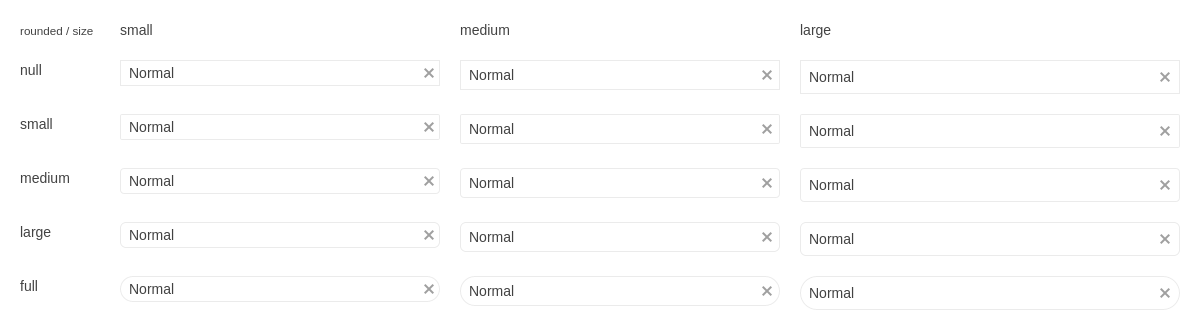 rounded / size small medium large
null Normal Normal Normal
small Normal Normal Normal
medium Normal Normal Normal
large Normal Normal Normal
full Normal Normal Normal